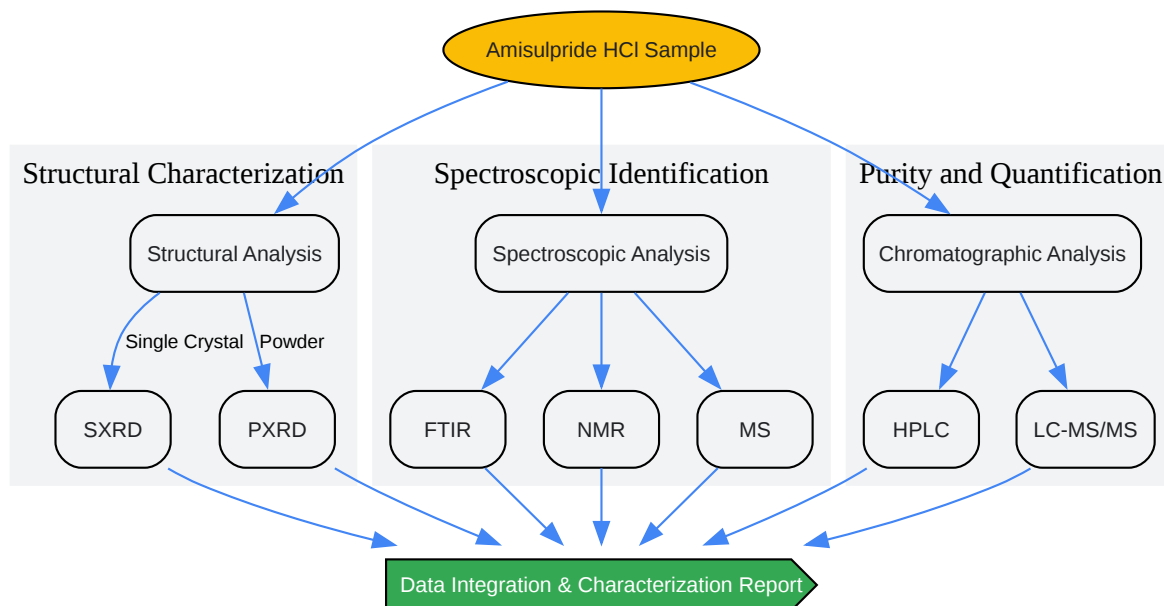 Amisulpride HCl Sample
Structural Characterization
Spectroscopic Identification
Purity and Quantification
Structural Analysis
Spectroscopic Analysis
Chromatographic Analysis
Single Crystal
Powder
SXRD
PXRD
FTIR
NMR
MS
HPLC
LC-MS/MS
Data Integration & Characterization Report